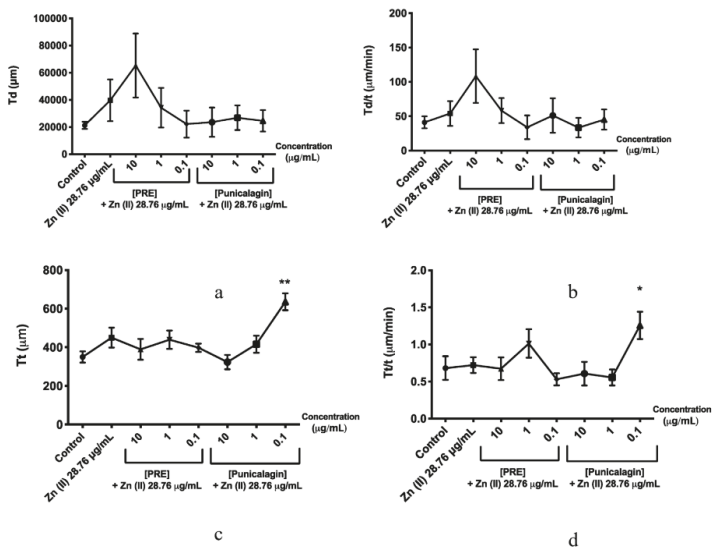 100000
80000
60000
40000
20000
0
Td (μm)
Control
Zn (II) 28.76 μg/mL
10
1
0.1
10
1
0.1
Concentration
(μg/mL)
[PRE]
+ Zn (II) 28.76 μg/mL
[Punicalagin]
+ Zn (II) 28.76 μg/mL
200
150
100
50
0
Td/t (μm/min)
Control
Zn (II) 28.76 μg/mL
10
1
0.1
10
1
0.1
Concentration
(μg/mL)
[PRE]
+ Zn (II) 28.76 μg/mL
[Punicalagin]
+ Zn (II) 28.76 μg/mL
a
b
800
600
400
200
0
Tt (μm)
**
Control
Zn (II) 28.76 μg/mL
10
1
0.1
10
1
0.1
Concentration
(μg/mL)
[PRE]
+ Zn (II) 28.76 μg/mL
[Punicalagin]
+ Zn (II) 28.76 μg/mL
2.0
1.5
1.0
0.5
0.0
Tt/t (μm/min)
*
Control
Zn (II) 28.76 μg/mL
10
1
0.1
10
1
0.1
Concentration
(μg/mL)
[PRE]
+ Zn (II) 28.76 μg/mL
[Punicalagin]
+ Zn (II) 28.76 μg/mL
c
d